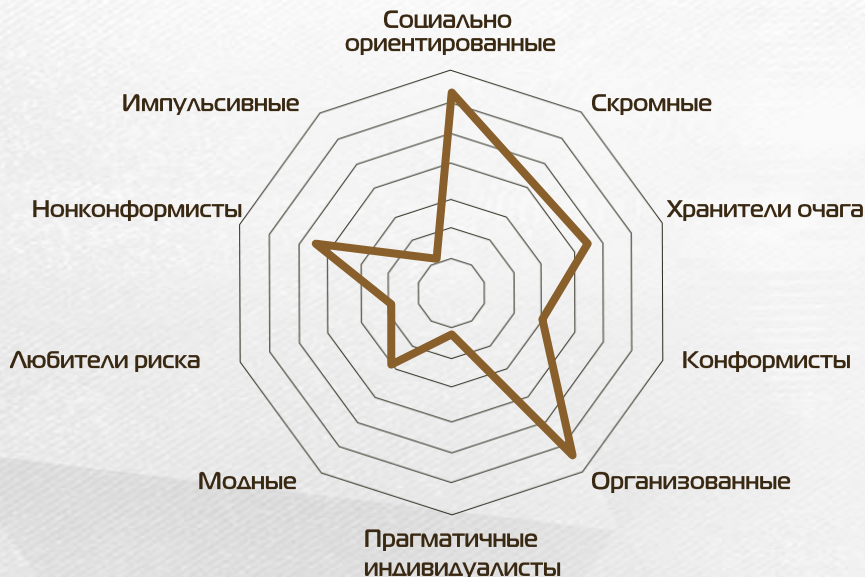 Социально
ориентированные
Импульсивные
Скромные
Нонконформисты
Хранители очага
Любители риска
Конформисты
Модные
Организованные
Прагматичные
индивидуалисты